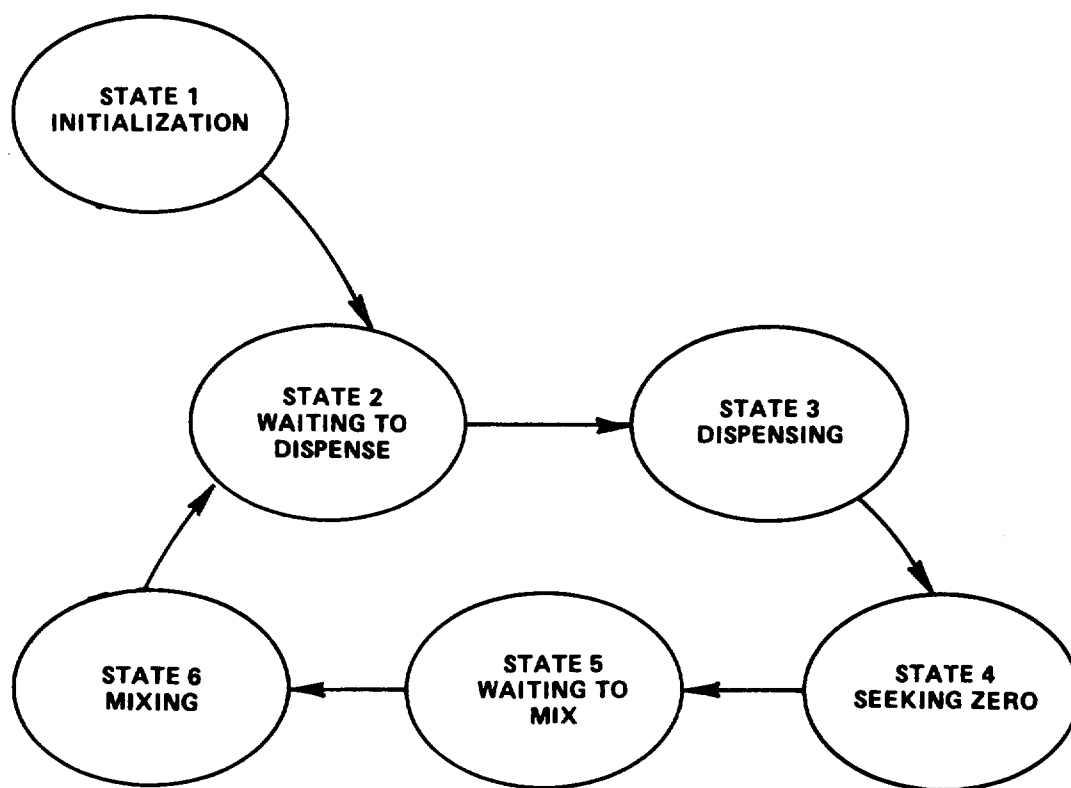 STATE 1
INITIALIZATION
STATE 2
WAITING TO
DISPENSE
STATE 3
DISPENSING
STATE 6
MIXING
STATE 5
WAITING TO
MIX
STATE 4
SEEKING ZERO